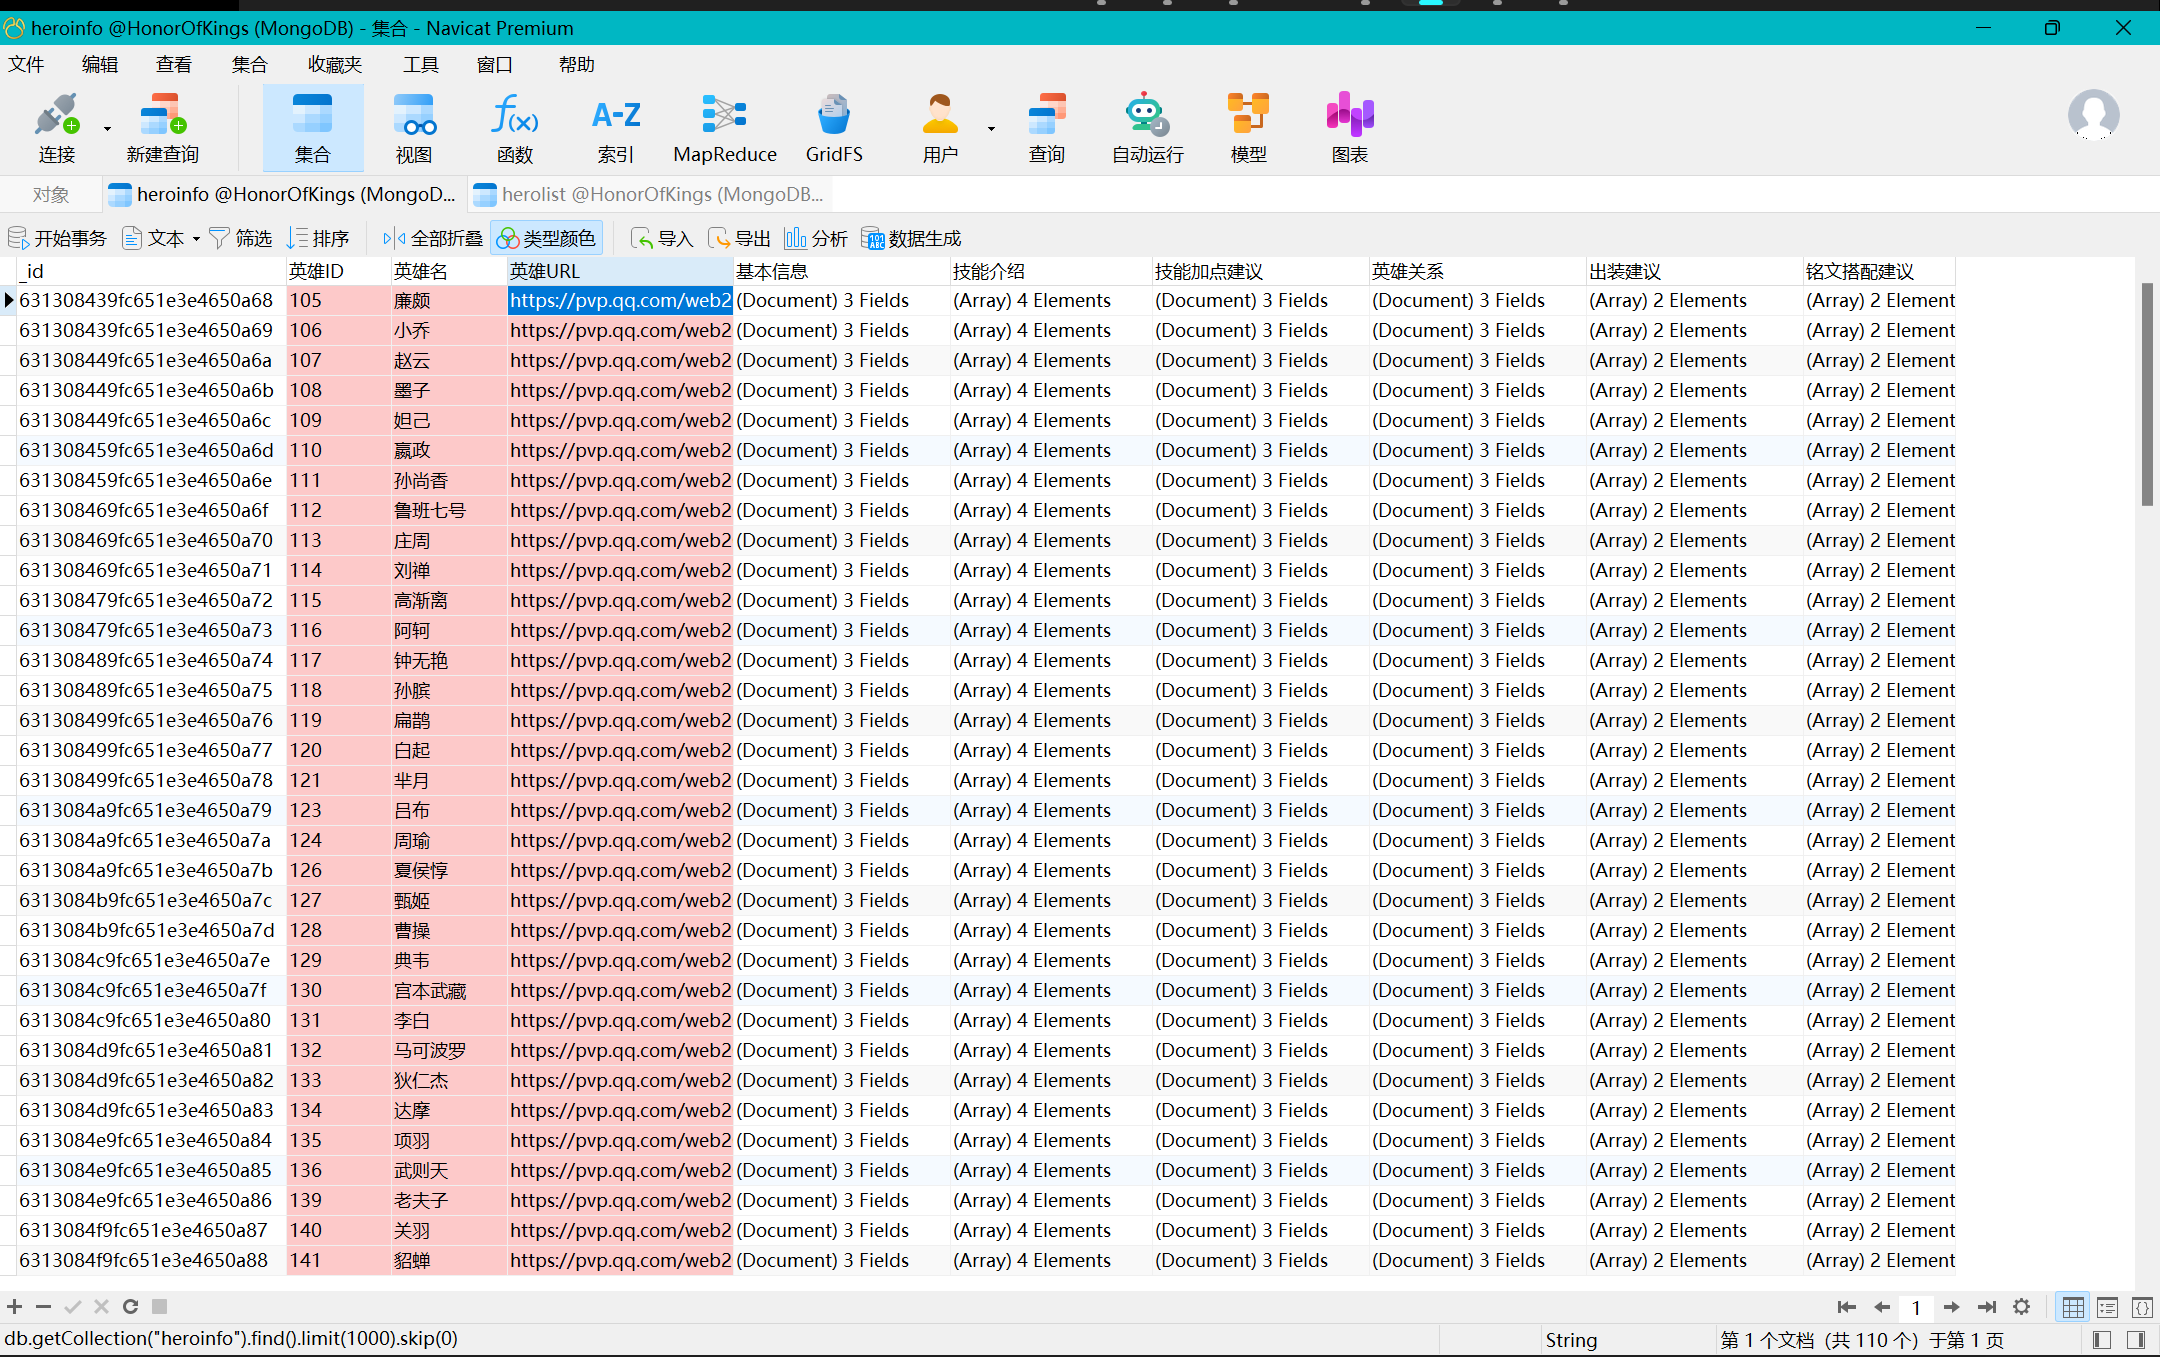 heroinfo @HonorOfKings (MongoDB) - 集合 - Navicat Premium
文件 编辑 查看 集合 收藏夹 工具 窗口 帮助
连接 新建查询 集合 视图 函数 索引 MapReduce GridFS 用户 查询 自动运行 模型 图表
对象 heroinfo @HonorOfKings (MongoD... herolist @HonorOfKings (MongoDB...
开始事务 文本 筛选 排序 全部折叠 类型颜色 导入 导出 分析 数据生成
_id 英雄ID 英雄名 英雄URL 基本信息 技能介绍 技能加点建议 英雄关系 出装建议 铭文搭配建议
631308439fc651e3e4650a68 105 廉颇 https://pvp.qq.com/web2 (Document) 3 Fields (Array) 4 Elements (Document) 3 Fields (Document) 3 Fields (Array) 2 Elements (Array) 2 Element
631308439fc651e3e4650a69 106 小乔 https://pvp.qq.com/web2 (Document) 3 Fields (Array) 4 Elements (Document) 3 Fields (Document) 3 Fields (Array) 2 Elements (Array) 2 Element
631308449fc651e3e4650a6a 107 赵云 https://pvp.qq.com/web2 (Document) 3 Fields (Array) 4 Elements (Document) 3 Fields (Document) 3 Fields (Array) 2 Elements (Array) 2 Element
631308449fc651e3e4650a6b 108 墨子 https://pvp.qq.com/web2 (Document) 3 Fields (Array) 4 Elements (Document) 3 Fields (Document) 3 Fields (Array) 2 Elements (Array) 2 Element
631308449fc651e3e4650a6c 109 妲己 https://pvp.qq.com/web2 (Document) 3 Fields (Array) 4 Elements (Document) 3 Fields (Document) 3 Fields (Array) 2 Elements (Array) 2 Element
631308459fc651e3e4650a6d 110 嬴政 https://pvp.qq.com/web2 (Document) 3 Fields (Array) 4 Elements (Document) 3 Fields (Document) 3 Fields (Array) 2 Elements (Array) 2 Element
631308459fc651e3e4650a6e 111 孙尚香 https://pvp.qq.com/web2 (Document) 3 Fields (Array) 4 Elements (Document) 3 Fields (Document) 3 Fields (Array) 2 Elements (Array) 2 Element
631308469fc651e3e4650a6f 112 鲁班七号 https://pvp.qq.com/web2 (Document) 3 Fields (Array) 4 Elements (Document) 3 Fields (Document) 3 Fields (Array) 2 Elements (Array) 2 Element
631308469fc651e3e4650a70 113 庄周 https://pvp.qq.com/web2 (Document) 3 Fields (Array) 4 Elements (Document) 3 Fields (Document) 3 Fields (Array) 2 Elements (Array) 2 Element
631308469fc651e3e4650a71 114 刘禅 https://pvp.qq.com/web2 (Document) 3 Fields (Array) 4 Elements (Document) 3 Fields (Document) 3 Fields (Array) 2 Elements (Array) 2 Element
631308479fc651e3e4650a72 115 高渐离 https://pvp.qq.com/web2 (Document) 3 Fields (Array) 4 Elements (Document) 3 Fields (Document) 3 Fields (Array) 2 Elements (Array) 2 Element
631308479fc651e3e4650a73 116 阿轲 https://pvp.qq.com/web2 (Document) 3 Fields (Array) 4 Elements (Document) 3 Fields (Document) 3 Fields (Array) 2 Elements (Array) 2 Element
631308489fc651e3e4650a74 117 钟无艳 https://pvp.qq.com/web2 (Document) 3 Fields (Array) 4 Elements (Document) 3 Fields (Document) 3 Fields (Array) 2 Elements (Array) 2 Element
631308489fc651e3e4650a75 118 孙膑 https://pvp.qq.com/web2 (Document) 3 Fields (Array) 4 Elements (Document) 3 Fields (Document) 3 Fields (Array) 2 Elements (Array) 2 Element
631308499fc651e3e4650a76 119 扁鹊 https://pvp.qq.com/web2 (Document) 3 Fields (Array) 4 Elements (Document) 3 Fields (Document) 3 Fields (Array) 2 Elements (Array) 2 Element
631308499fc651e3e4650a77 120 白起 https://pvp.qq.com/web2 (Document) 3 Fields (Array) 4 Elements (Document) 3 Fields (Document) 3 Fields (Array) 2 Elements (Array) 2 Element
631308499fc651e3e4650a78 121 芈月 https://pvp.qq.com/web2 (Document) 3 Fields (Array) 4 Elements (Document) 3 Fields (Document) 3 Fields (Array) 2 Elements (Array) 2 Element
6313084a9fc651e3e4650a79 123 吕布 https://pvp.qq.com/web2 (Document) 3 Fields (Array) 4 Elements (Document) 3 Fields (Document) 3 Fields (Array) 2 Elements (Array) 2 Element
6313084a9fc651e3e4650a7a 124 周瑜 https://pvp.qq.com/web2 (Document) 3 Fields (Array) 4 Elements (Document) 3 Fields (Document) 3 Fields (Array) 2 Elements (Array) 2 Element
6313084a9fc651e3e4650a7b 126 夏侯惇 https://pvp.qq.com/web2 (Document) 3 Fields (Array) 4 Elements (Document) 3 Fields (Document) 3 Fields (Array) 2 Elements (Array) 2 Element
6313084b9fc651e3e4650a7c 127 甄姬 https://pvp.qq.com/web2 (Document) 3 Fields (Array) 4 Elements (Document) 3 Fields (Document) 3 Fields (Array) 2 Elements (Array) 2 Element
6313084b9fc651e3e4650a7d 128 曹操 https://pvp.qq.com/web2 (Document) 3 Fields (Array) 4 Elements (Document) 3 Fields (Document) 3 Fields (Array) 2 Elements (Array) 2 Element
6313084c9fc651e3e4650a7e 129 典韦 https://pvp.qq.com/web2 (Document) 3 Fields (Array) 4 Elements (Document) 3 Fields (Document) 3 Fields (Array) 2 Elements (Array) 2 Element
6313084c9fc651e3e4650a7f 130 宫本武藏 https://pvp.qq.com/web2 (Document) 3 Fields (Array) 4 Elements (Document) 3 Fields (Document) 3 Fields (Array) 2 Elements (Array) 2 Element
6313084c9fc651e3e4650a80 131 李白 https://pvp.qq.com/web2 (Document) 3 Fields (Array) 4 Elements (Document) 3 Fields (Document) 3 Fields (Array) 2 Elements (Array) 2 Element
6313084d9fc651e3e4650a81 132 马可波罗 https://pvp.qq.com/web2 (Document) 3 Fields (Array) 4 Elements (Document) 3 Fields (Document) 3 Fields (Array) 2 Elements (Array) 2 Element
6313084d9fc651e3e4650a82 133 狄仁杰 https://pvp.qq.com/web2 (Document) 3 Fields (Array) 4 Elements (Document) 3 Fields (Document) 3 Fields (Array) 2 Elements (Array) 2 Element
6313084d9fc651e3e4650a83 134 达摩 https://pvp.qq.com/web2 (Document) 3 Fields (Array) 4 Elements (Document) 3 Fields (Document) 3 Fields (Array) 2 Elements (Array) 2 Element
6313084e9fc651e3e4650a84 135 项羽 https://pvp.qq.com/web2 (Document) 3 Fields (Array) 4 Elements (Document) 3 Fields (Document) 3 Fields (Array) 2 Elements (Array) 2 Element
6313084e9fc651e3e4650a85 136 武则天 https://pvp.qq.com/web2 (Document) 3 Fields (Array) 4 Elements (Document) 3 Fields (Document) 3 Fields (Array) 2 Elements (Array) 2 Element
6313084e9fc651e3e4650a86 139 老夫子 https://pvp.qq.com/web2 (Document) 3 Fields (Array) 4 Elements (Document) 3 Fields (Document) 3 Fields (Array) 2 Elements (Array) 2 Element
6313084f9fc651e3e4650a87 140 关羽 https://pvp.qq.com/web2 (Document) 3 Fields (Array) 4 Elements (Document) 3 Fields (Document) 3 Fields (Array) 2 Elements (Array) 2 Element
6313084f9fc651e3e4650a88 141 貂蝉 https://pvp.qq.com/web2 (Document) 3 Fields (Array) 4 Elements (Document) 3 Fields (Document) 3 Fields (Array) 2 Elements (Array) 2 Element
1
db.getCollection("heroinfo").find().limit(1000).skip(0) String 第 1 个文档 (共 110 个) 于第 1 页